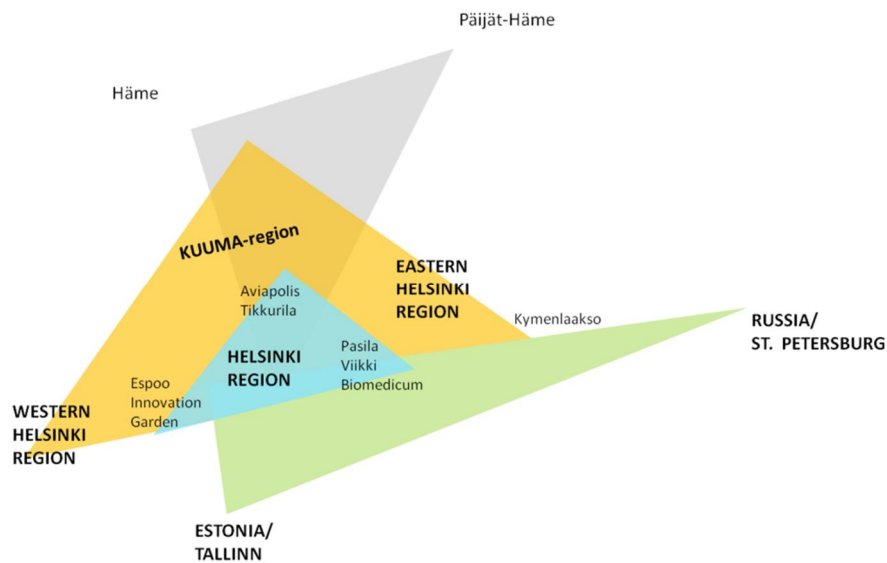 Päijät-Häme
Häme
KUUMA-region
EASTERN
HELSINKI
REGION
Aviapolis
Tikkurila
Kymenlaakso
RUSSIA/
ST. PETERSBURG
HELSINKI
REGION
Pasila
Viikki
Biomedicum
Espoo
Innovation
Garden
WESTERN
HELSINKI
REGION
ESTONIA/
TALLINN